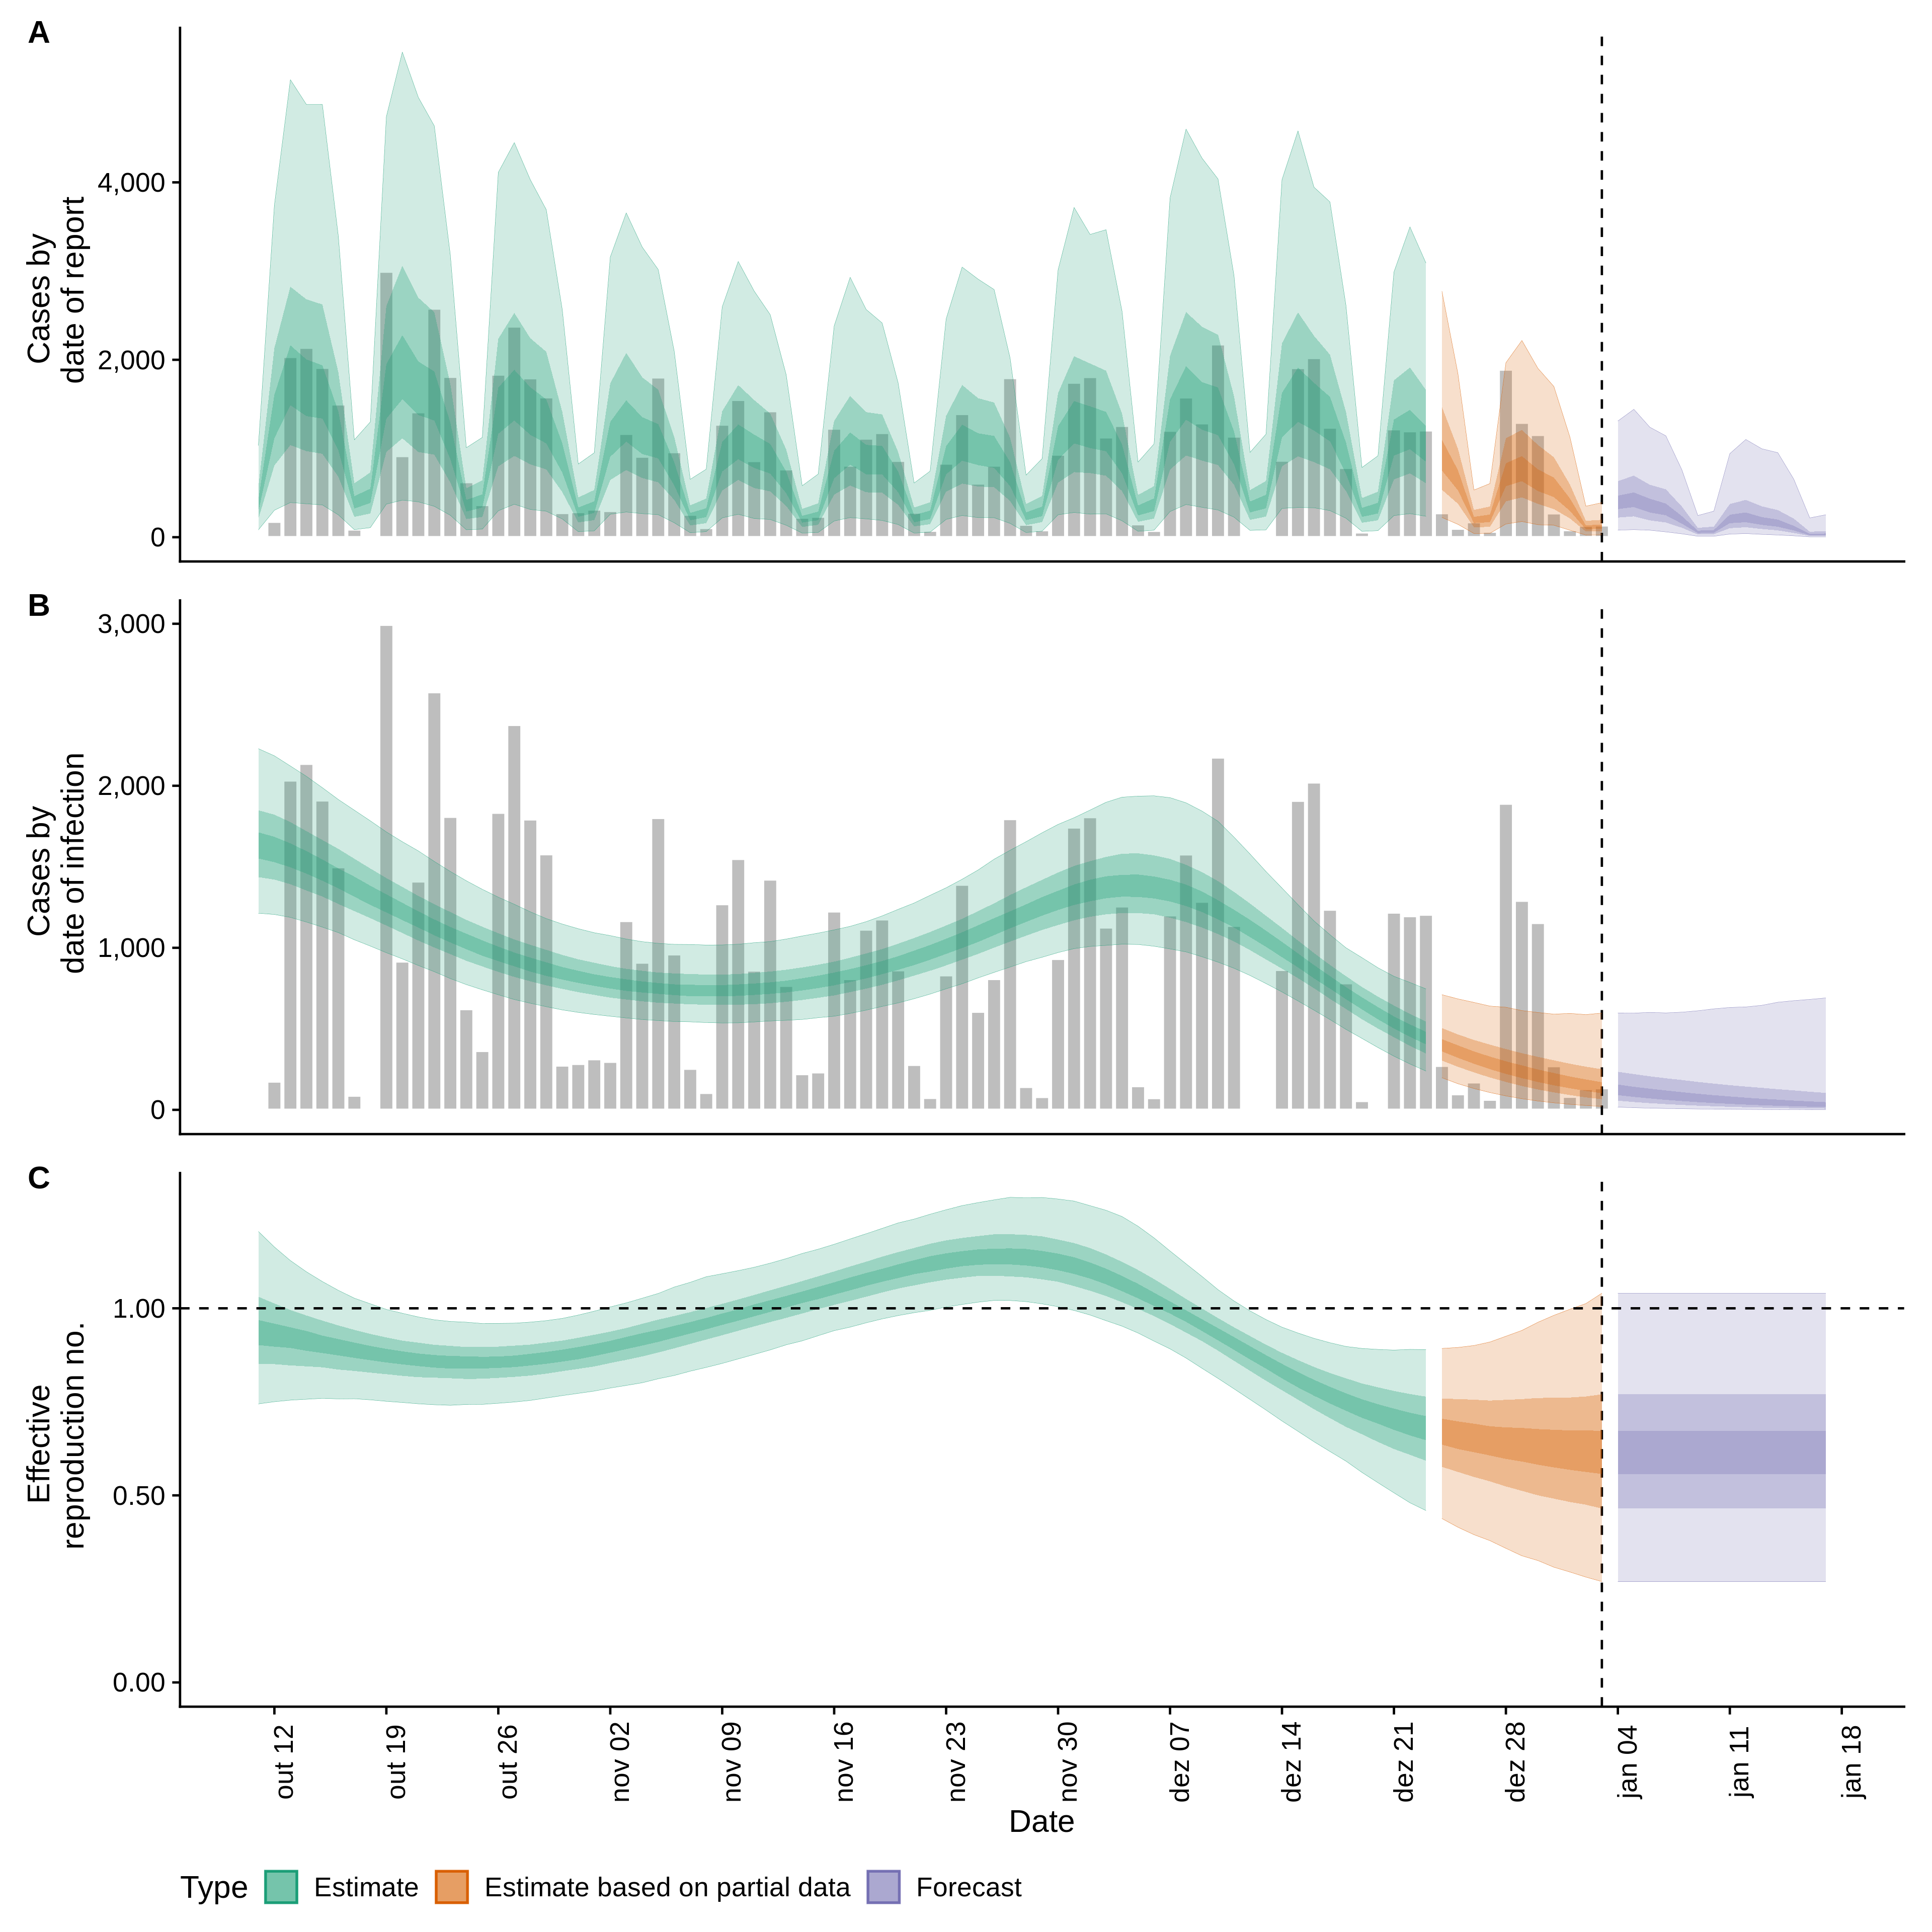 A
Cases by
date of report
4,000
2,000
0
B
Cases by
date of infection
3,000
2,000
1,000
0
C
Effective
reproduction no.
1.00
0.50
0.00
out 12
out 19
out 26
nov 02
nov 09
nov 16
nov 23
nov 30
dez 07
dez 14
dez 21
dez 28
jan 04
jan 11
jan 18
Date
Type Estimate Estimate based on partial data Forecast